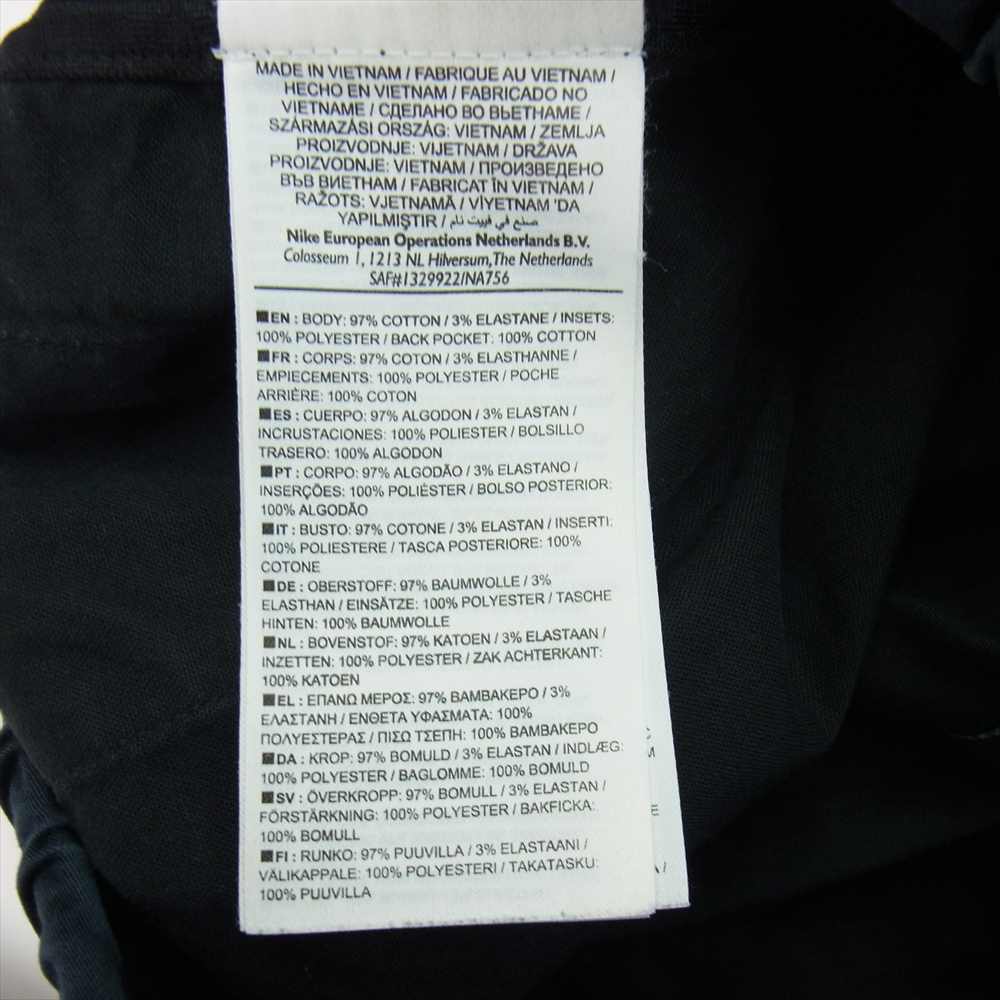 MADE IN VIETNAM / FABRIQUE AU VIETNAM /
HECHO EN VIETNAM / FABRICADO NO
VIETNAME / СДЕЛАНО ВО ВЬЕТНАМЕ /
SZÁRMAZÁSI ORSZÁG: VIETNAM / ZEMLJA
PROIZVODNJE: VIJETNAM / DRŽAVA
PROIZVODNJE: VIETNAM / ПРОИЗВЕДЕНО
ВЪВ ВИЕТНАМ / FABRICAT ÎN VIETNAM /
RAŽOTS: VJETNAMĀ / VİYETNAM 'DA
YAPILMIŞTIR / صنع في فييت نام
Nike European Operations Netherlands B.V.
Colosseum 1, 1213 NL Hilversum,The Netherlands
SAF#1329922/NA756
■EN : BODY: 97% COTTON / 3% ELASTANE / INSETS:
100% POLYESTER / BACK POCKET: 100% COTTON
■FR : CORPS: 97% COTON / 3% ELASTHANNE /
EMPIECEMENTS: 100% POLYESTER / POCHE
ARRIÈRE: 100% COTON
■ES : CUERPO: 97% ALGODON / 3% ELASTAN /
INCRUSTACIONES: 100% POLIESTER / BOLSILLO
TRASERO: 100% ALGODON
■PT : CORPO: 97% ALGODÃO / 3% ELASTANO /
INSERÇÕES: 100% POLIÉSTER / BOLSO POSTERIOR:
100% ALGODÃO
■IT : BUSTO: 97% COTONE / 3% ELASTAN / INSERTI:
100% POLIESTERE / TASCA POSTERIORE: 100%
COTONE
■DE : OBERSTOFF: 97% BAUMWOLLE / 3%
ELASTHAN / EINSÄTZE: 100% POLYESTER / TASCHE
HINTEN: 100% BAUMWOLLE
■NL : BOVENSTOF: 97% KATOEN / 3% ELASTAAN /
INZETTEN: 100% POLYESTER / ZAK ACHTERKANT:
100% KATOEN
■EL : ΕΠΑΝΩ ΜΕΡΟΣ: 97% ΒΑΜΒΑΚΕΡΟ / 3%
ΕΛΑΣΤΑΝΗ / ΕΝΘΕΤΑ ΥΦΑΣΜΑΤΑ: 100%
ΠΟΛΥΕΣΤΕΡΑΣ / ΠΙΣΩ ΤΣΕΠΗ: 100% ΒΑΜΒΑΚΕΡΟ
■DA : KROP: 97% BOMULD / 3% ELASTAN / INDLÆG:
100% POLYESTER / BAGLOMME: 100% BOMULD
■SV : ÖVERKROPP: 97% BOMULL / 3% ELASTAN /
FÖRSTÄRKNING: 100% POLYESTER / BAKFICKA:
100% BOMULL
■FI : RUNKO: 97% PUUVILLA / 3% ELASTAANI /
VÄLIKAPPALE: 100% POLYESTERI / TAKATASKU:
100% PUUVILLA